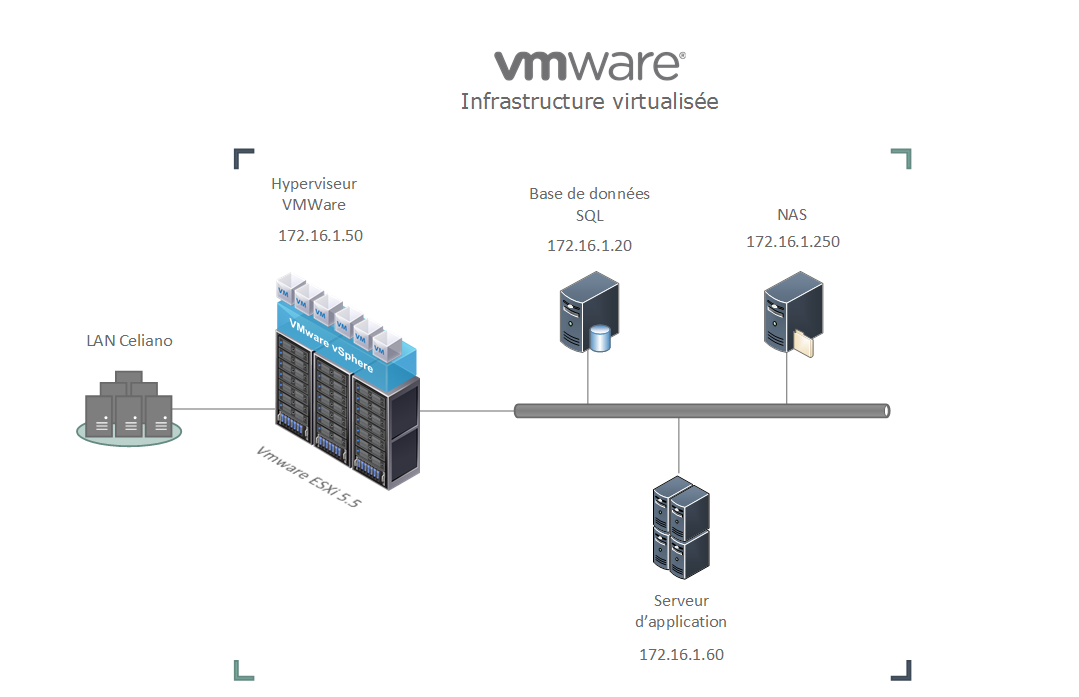 vmware®
Infrastructure virtualisée
Hyperviseur
VMWare
172.16.1.50
Base de données
SQL
172.16.1.20
NAS
172.16.1.250
LAN Celiano
VM
VM
VM
VM
VM
VM
VMware vSphere
Vmware ESXi 5.5
Serveur
d’application
172.16.1.60